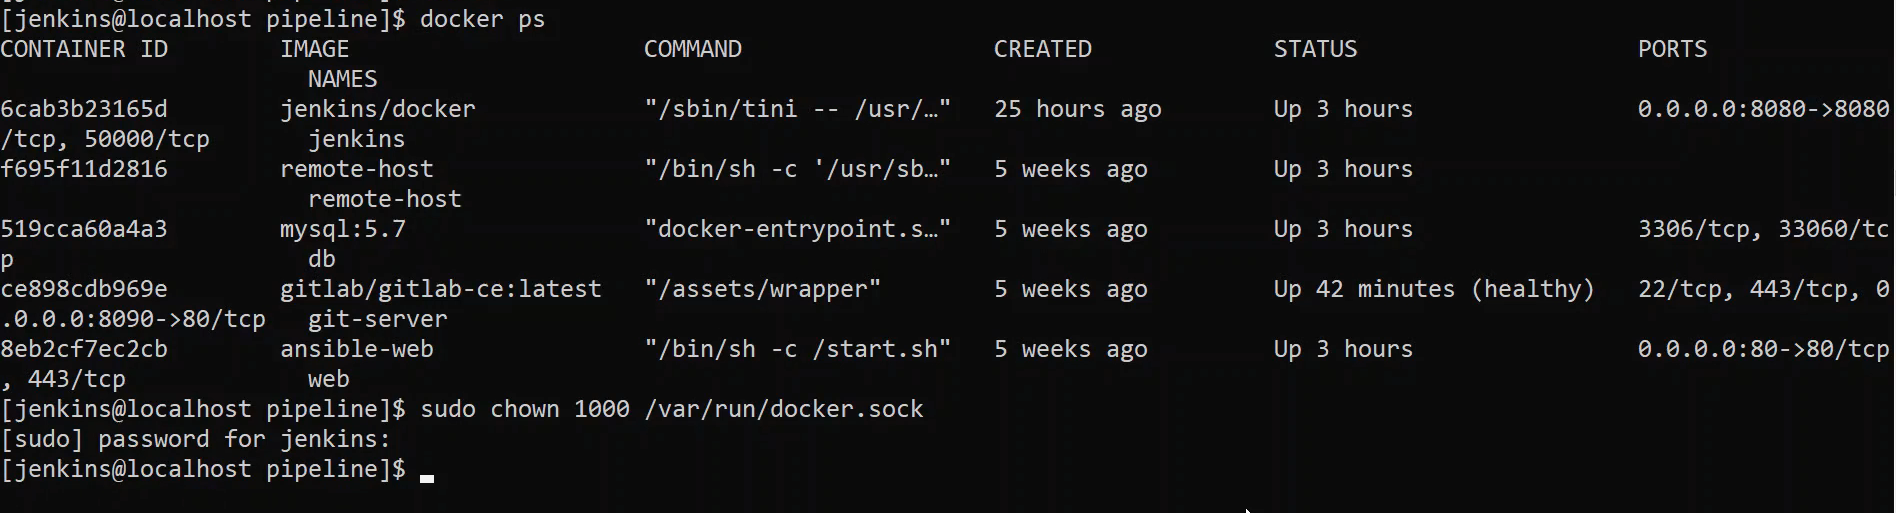 [jenkins@localhost pipeline]$ docker ps
CONTAINER ID        IMAGE                     COMMAND                  CREATED             STATUS                    PORTS
                      NAMES
6cab3b23165d        jenkins/docker            "/sbin/tini -- /usr/…"   25 hours ago        Up 3 hours                0.0.0.0:8080->8080
/tcp, 50000/tcp       jenkins
f695f11d2816        remote-host               "/bin/sh -c '/usr/sb…"   5 weeks ago         Up 3 hours
                      remote-host
519cca60a4a3        mysql:5.7                 "docker-entrypoint.s…"   5 weeks ago         Up 3 hours                3306/tcp, 33060/tc
p                     db
ce898cdb969e        gitlab/gitlab-ce:latest   "/assets/wrapper"        5 weeks ago         Up 42 minutes (healthy)   22/tcp, 443/tcp, 0
.0.0.0:8090->80/tcp   git-server
8eb2cf7ec2cb        ansible-web               "/bin/sh -c /start.sh"   5 weeks ago         Up 3 hours                0.0.0.0:80->80/tcp
, 443/tcp             web
[jenkins@localhost pipeline]$ sudo chown 1000 /var/run/docker.sock
[sudo] password for jenkins:
[jenkins@localhost pipeline]$